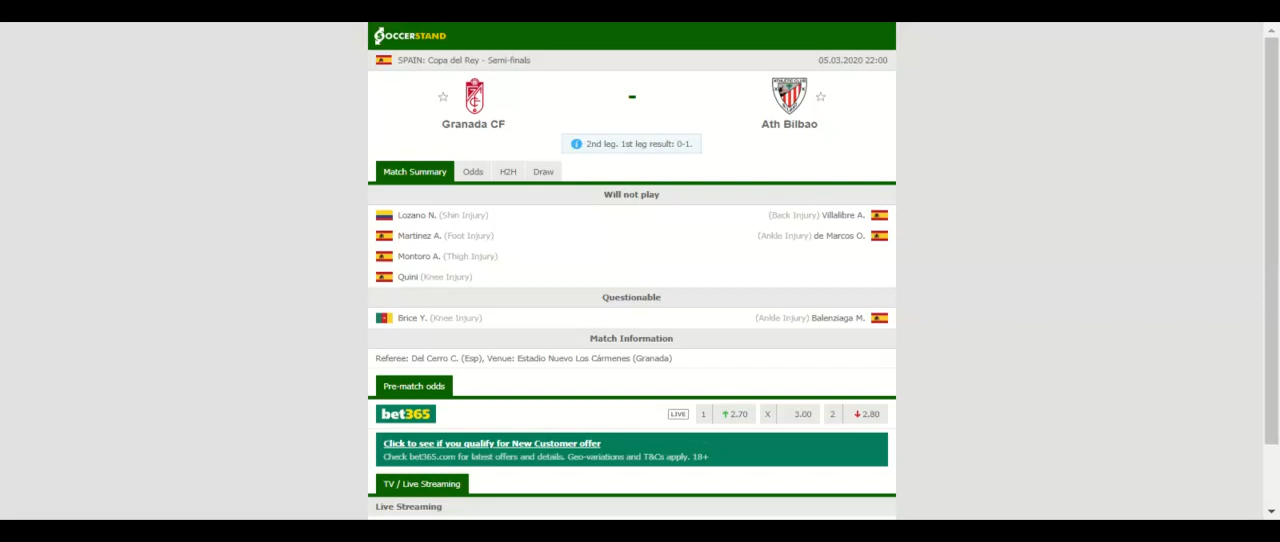 SOCCERSTAND
SPAIN: Copa del Rey - Semi-finals 05.03.2020 22:00
Granada CF - Ath Bilbao
2nd leg. 1st leg result: 0-1.
Match Summary Odds H2H Draw
Will not play
Lozano N. (Shin Injury) (Back Injury) Villalibre A.
Martinez A. (Foot Injury) (Ankle Injury) de Marcos O.
Montoro A. (Thigh Injury)
Quini (Knee Injury)
Questionable
Brice Y. (Knee Injury) (Ankle Injury) Balenziaga M.
Match Information
Referee: Del Cerro C. (Esp), Venue: Estadio Nuevo Los Cármenes (Granada)
Pre-match odds
bet365 LIVE 1 2.70 X 3.00 2 2.80
Click to see if you qualify for New Customer offer
Check bet365.com for latest offers and details. Geo-variations and T&Cs apply. 18+
TV / Live Streaming
Live Streaming